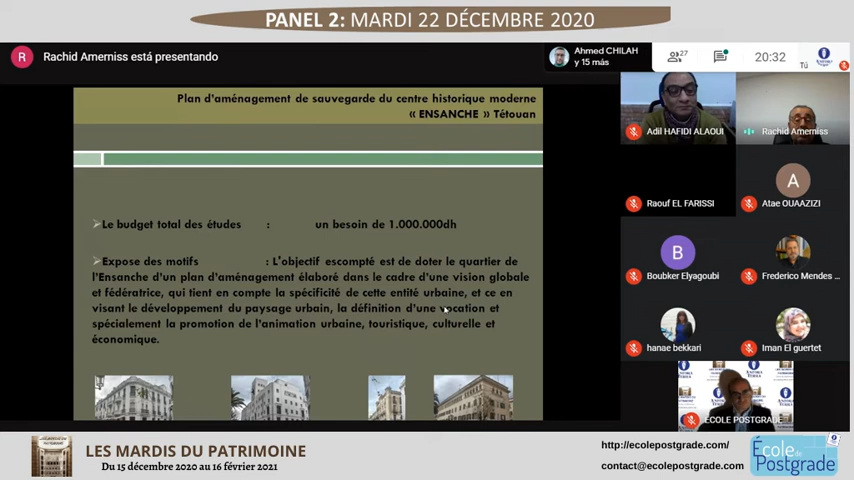 PANEL 2: MARDI 22 DÉCEMBRE 2020
R
Rachid Amerniss está presentando
Ahmed CHILAH
y 15 más
27
20:32
Tú
Plan d'aménagement de sauvegarde du centre historique moderne
« ENSANCHE » Tétouan
Le budget total des études : un besoin de 1.000.000dh
Expose des motifs : L'objectif escompté est de doter le quartier de
l'Ensanche d'un plan d'aménagement élaboré dans le cadre d'une vision globale
et fédératrice, qui tient en compte la spécificité de cette entité urbaine, et ce en
visant le développement du paysage urbain, la définition d'une vocation et
spécialement la promotion de l'animation urbaine, touristique, culturelle et
économique.
Adil HAFIDI ALAOUI
Rachid Amerniss
Raouf EL FARISSI
A
Atae OUAAZIZI
B
Boubker Elyagoubi
Frederico Mendes ...
hanae bekkari
Iman El guertet
ECOLE POSTGRADE
LES MARDIS DU PATRIMOINE
Du 15 décembre 2020 au 16 février 2021
http://ecolepostgrade.com/
contact@ecolepostgrade.com
École de
Postgrade